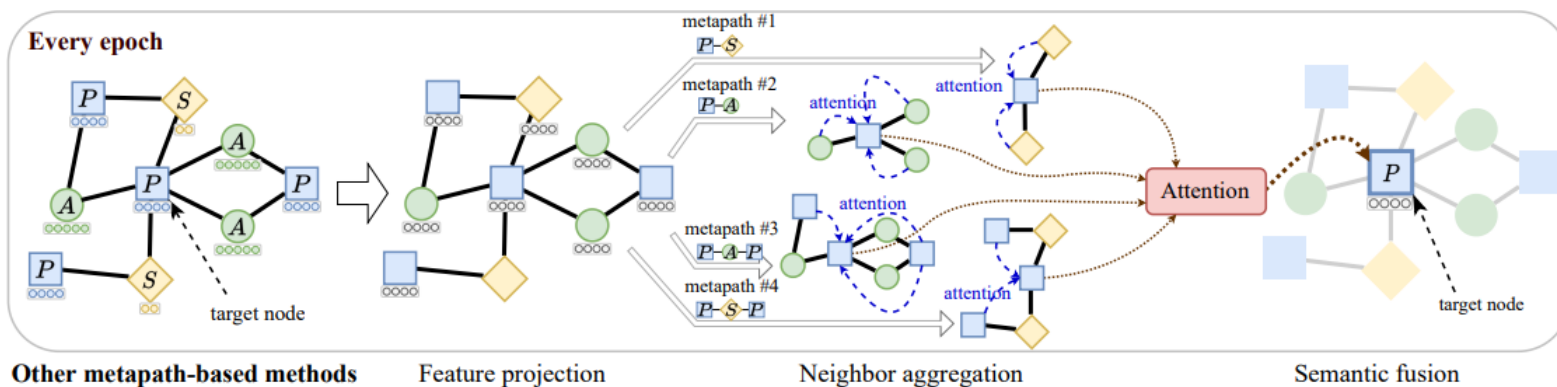 Every epoch
P
S
A
P
P
A
A
P
S
target node
metapath #1
P-S
metapath #2
P-A
metapath #3
P-A-P
metapath #4
P-S-P
attention
attention
attention
attention
Attention
P
target node
Other metapath-based methods
Feature projection
Neighbor aggregation
Semantic fusion